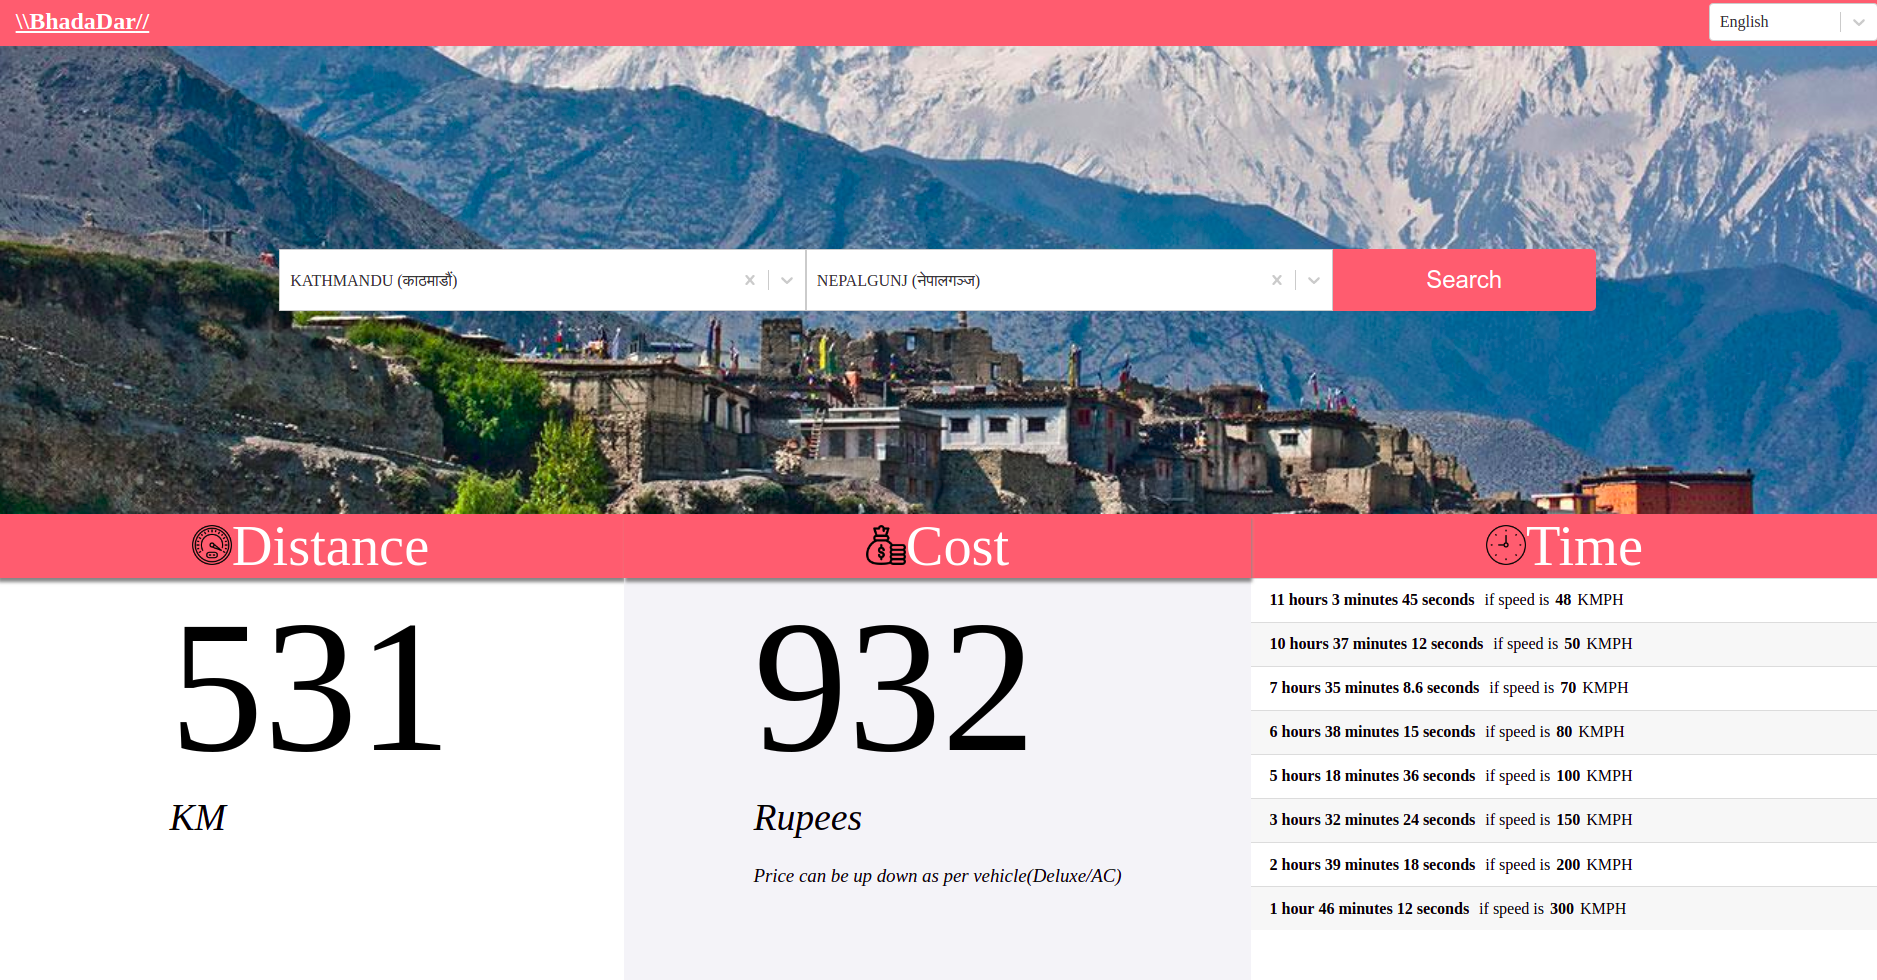 \\BhadaDar//
English
KATHMANDU (काठमाडौं)
NEPALGUNJ (नेपालगञ्ज)
Search
Distance
Cost
Time
531
KM
932
Rupees
Price can be up down as per vehicle(Deluxe/AC)
11 hours 3 minutes 45 seconds if speed is 48 KMPH
10 hours 37 minutes 12 seconds if speed is 50 KMPH
7 hours 35 minutes 8.6 seconds if speed is 70 KMPH
6 hours 38 minutes 15 seconds if speed is 80 KMPH
5 hours 18 minutes 36 seconds if speed is 100 KMPH
3 hours 32 minutes 24 seconds if speed is 150 KMPH
2 hours 39 minutes 18 seconds if speed is 200 KMPH
1 hour 46 minutes 12 seconds if speed is 300 KMPH